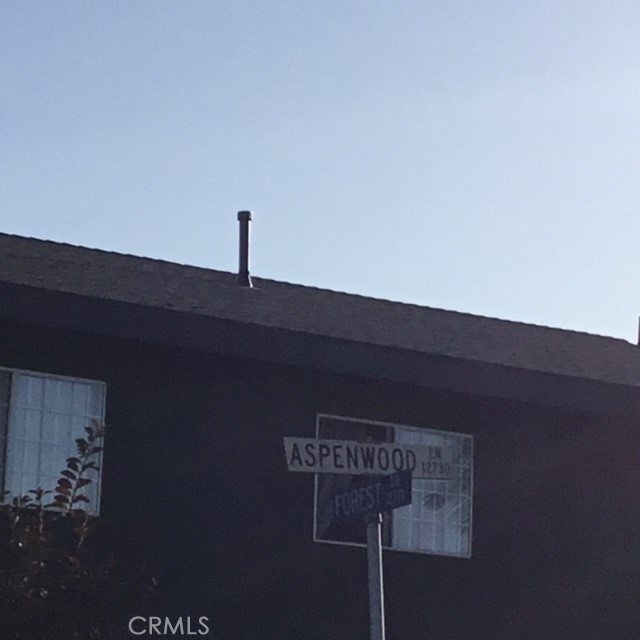 ASPENWOOD LN
12730
FOREST
CRMLS